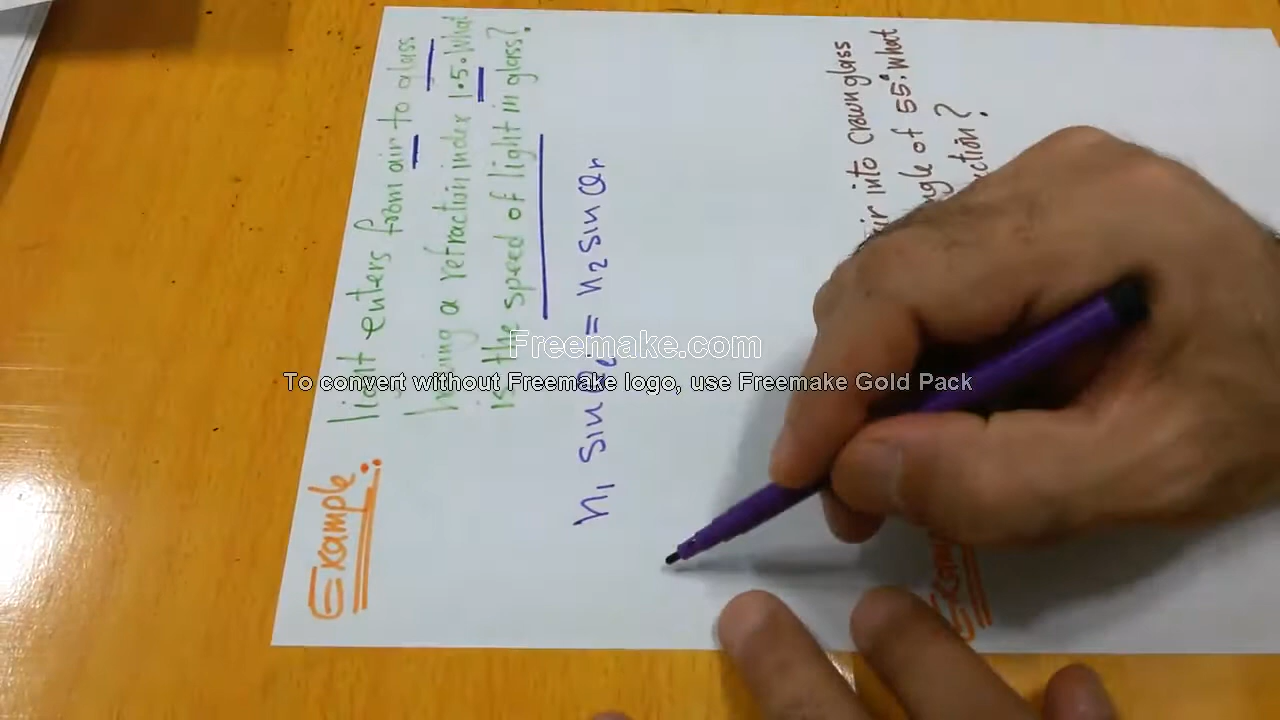 Example:
light enters from air to glass
having a refraction index 1.5. What
is the speed of light in glass?
n1 sin θi = n2 sin θr
air into crown glass
angle of 55°. What
Freemake.com
To convert without Freemake logo, use Freemake Gold Pack